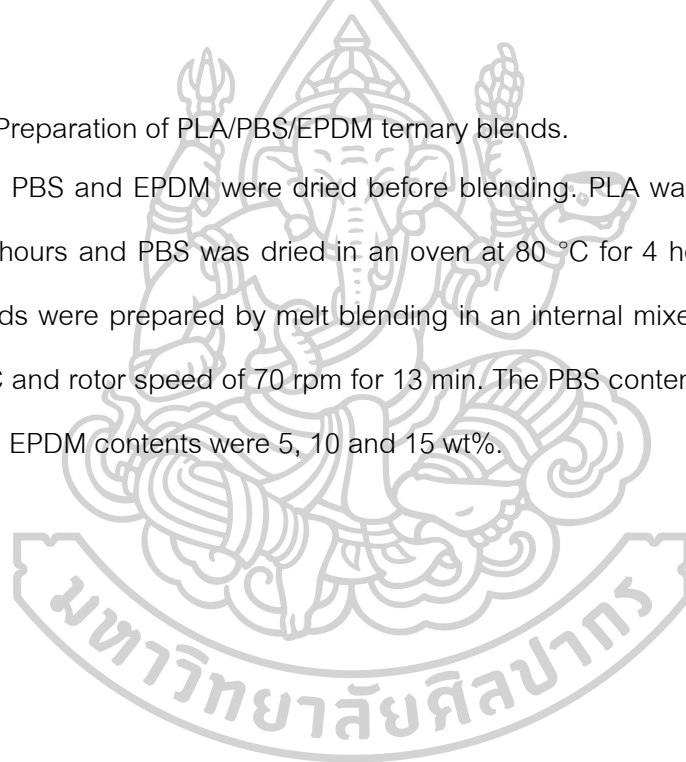 Preparation of PLA/PBS/EPDM ternary blends.
PBS and EPDM were dried before blending. PLA wa
hours and PBS was dried in an oven at 80 °C for 4 h
ds were prepared by melt blending in an internal mixe
C and rotor speed of 70 rpm for 13 min. The PBS conten
EPDM contents were 5, 10 and 15 wt%.
มหาวิทยาลัยศิลปากร